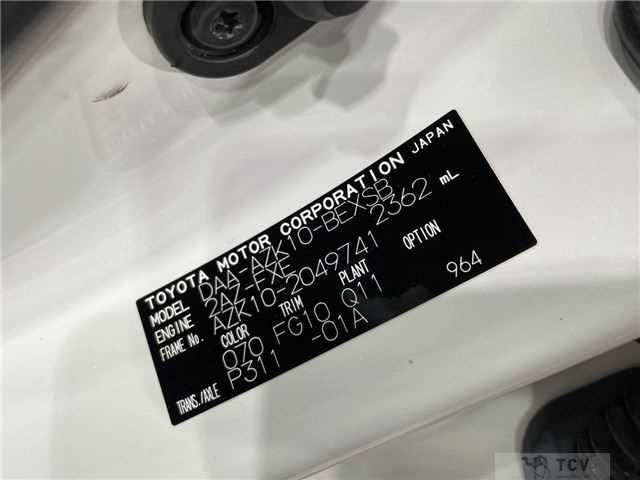 TOYOTA MOTOR CORPORATION JAPAN
MODEL DAA-AZK10-BEXSB
ENGINE 2AZ-FXE 2362 mL
FRAME No. AZK10-2049741
COLOR TRIM PLANT OPTION
070 FG10 Q11 964
TRANS./AXLE P311 -01A
TCV